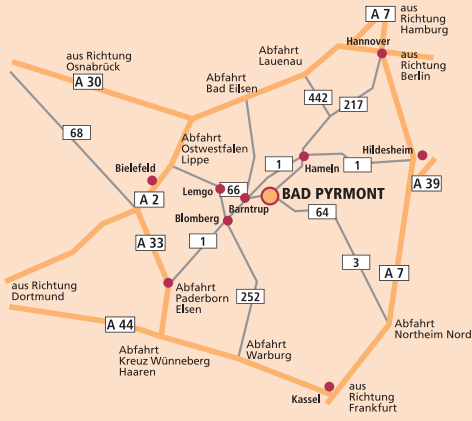 A 7
aus
Richtung
Hamburg
Hannover
aus
Richtung
Berlin
Abfahrt
Lauenau
aus Richtung
Osnabrück
A 30
Abfahrt
Bad Eilsen
442
217
68
Abfahrt
Ostwestfalen
Lippe
Hildesheim
Bielefeld
1
Hameln
1
A 39
Lemgo
66
BAD PYRMONT
A 2
Barntrup
64
Blomberg
A 33
1
3
A 7
aus Richtung
Dortmund
Abfahrt
Paderborn
Elsen
252
A 44
Abfahrt
Northeim Nord
Abfahrt
Kreuz Wünneberg
Haaren
Abfahrt
Warburg
Kassel
aus
Richtung
Frankfurt